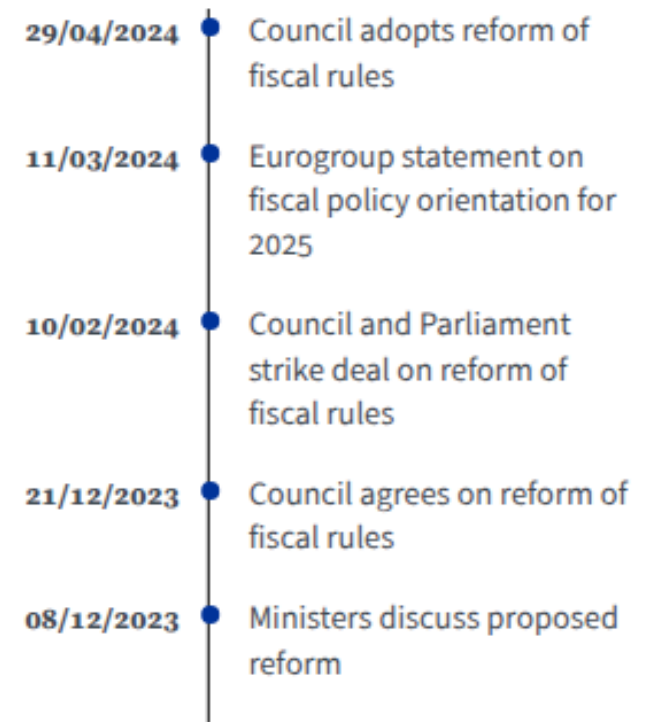 29/04/2024 Council adopts reform of
fiscal rules
11/03/2024 Eurogroup statement on
fiscal policy orientation for
2025
10/02/2024 Council and Parliament
strike deal on reform of
fiscal rules
21/12/2023 Council agrees on reform of
fiscal rules
08/12/2023 Ministers discuss proposed
reform